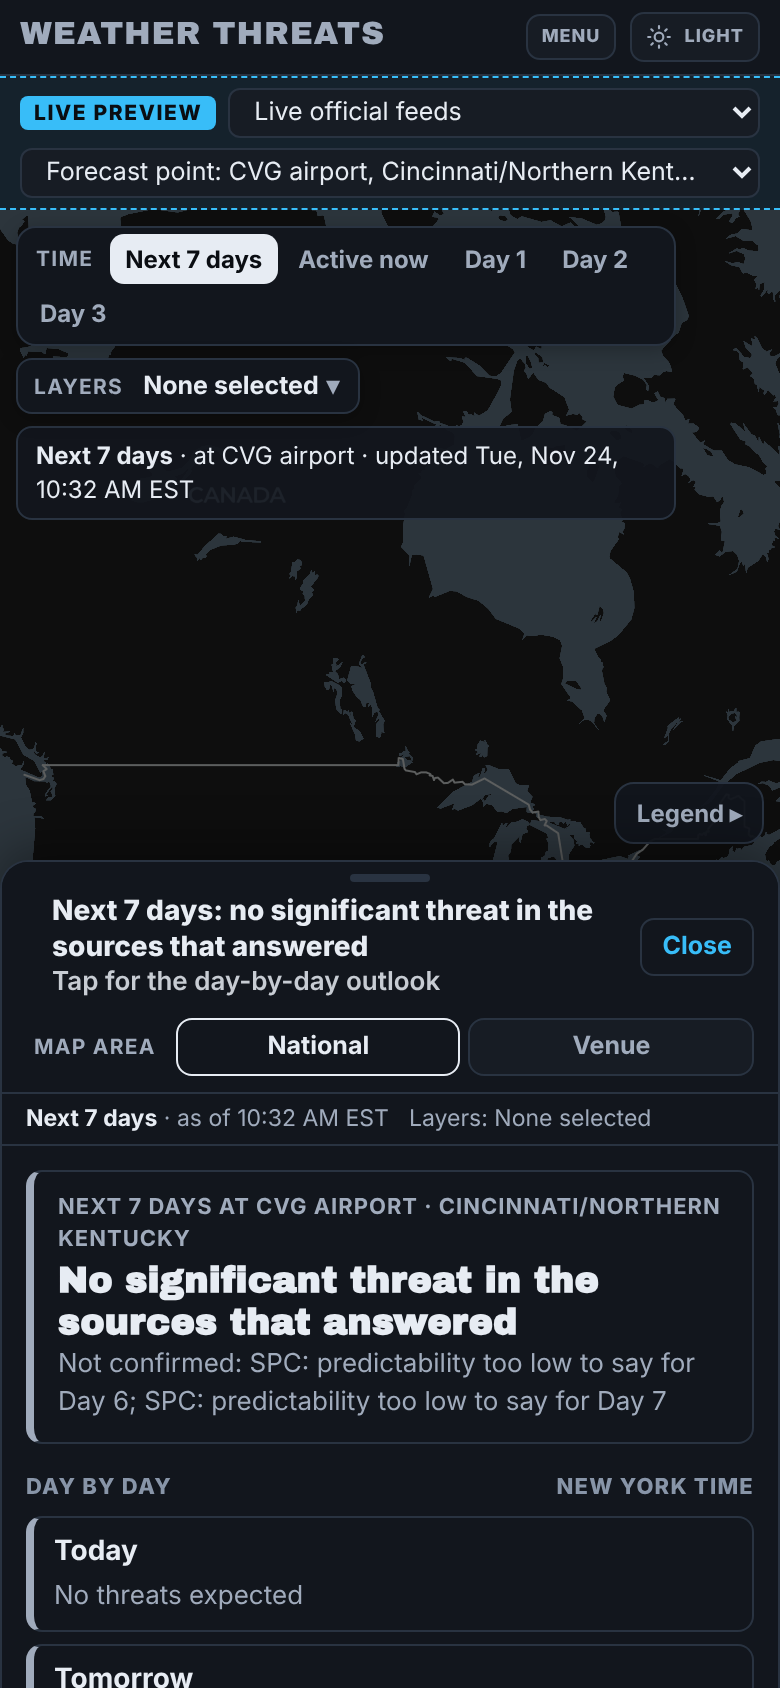 WEATHER THREATS
MENU
LIGHT
LIVE PREVIEW
Live official feeds
Forecast point: CVG airport, Cincinnati/Northern Kent...
TIME
Next 7 days
Active now
Day 1
Day 2
Day 3
LAYERS None selected ▾
Next 7 days · at CVG airport · updated Tue, Nov 24,
10:32 AM EST
CANADA
Legend ▸
Next 7 days: no significant threat in the
sources that answered
Tap for the day-by-day outlook
Close
MAP AREA
National
Venue
Next 7 days · as of 10:32 AM EST Layers: None selected
NEXT 7 DAYS AT CVG AIRPORT · CINCINNATI/NORTHERN
KENTUCKY
No significant threat in the
sources that answered
Not confirmed: SPC: predictability too low to say for
Day 6; SPC: predictability too low to say for Day 7
DAY BY DAY
NEW YORK TIME
Today
No threats expected
Tomorrow